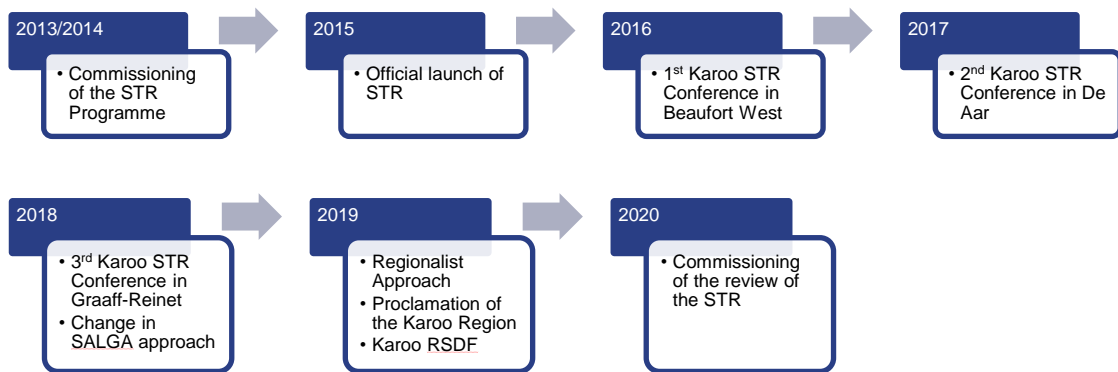 2013/2014
• Commissioning
of the STR
Programme
2015
• Official launch of
STR
2016
• 1st Karoo STR
Conference in
Beaufort West
2017
• 2nd Karoo STR
Conference in De
Aar
2018
• 3rd Karoo STR
Conference in
Graaff-Reinet
• Change in
SALGA approach
2019
• Regionalist
Approach
• Proclamation of
the Karoo Region
• Karoo RSDF
2020
• Commissioning
of the review of
the STR